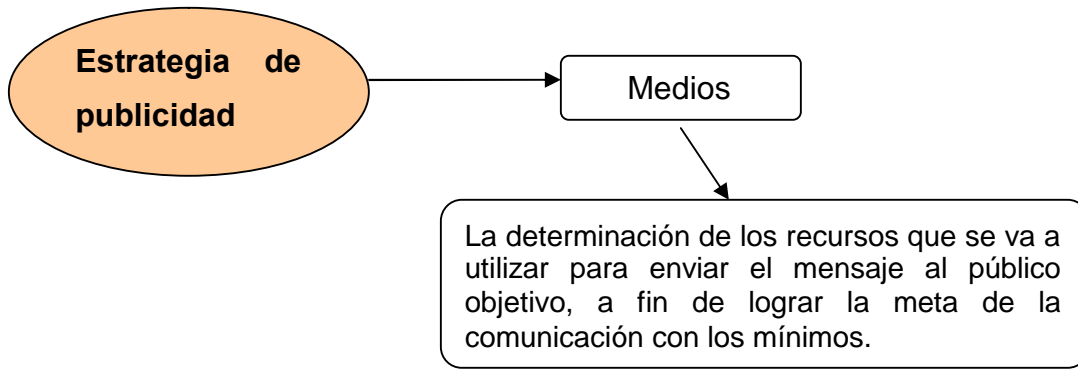 Estrategia de
publicidad
Medios
La determinación de los recursos que se va a
utilizar para enviar el mensaje al público
objetivo, a fin de lograr la meta de la
comunicación con los mínimos.